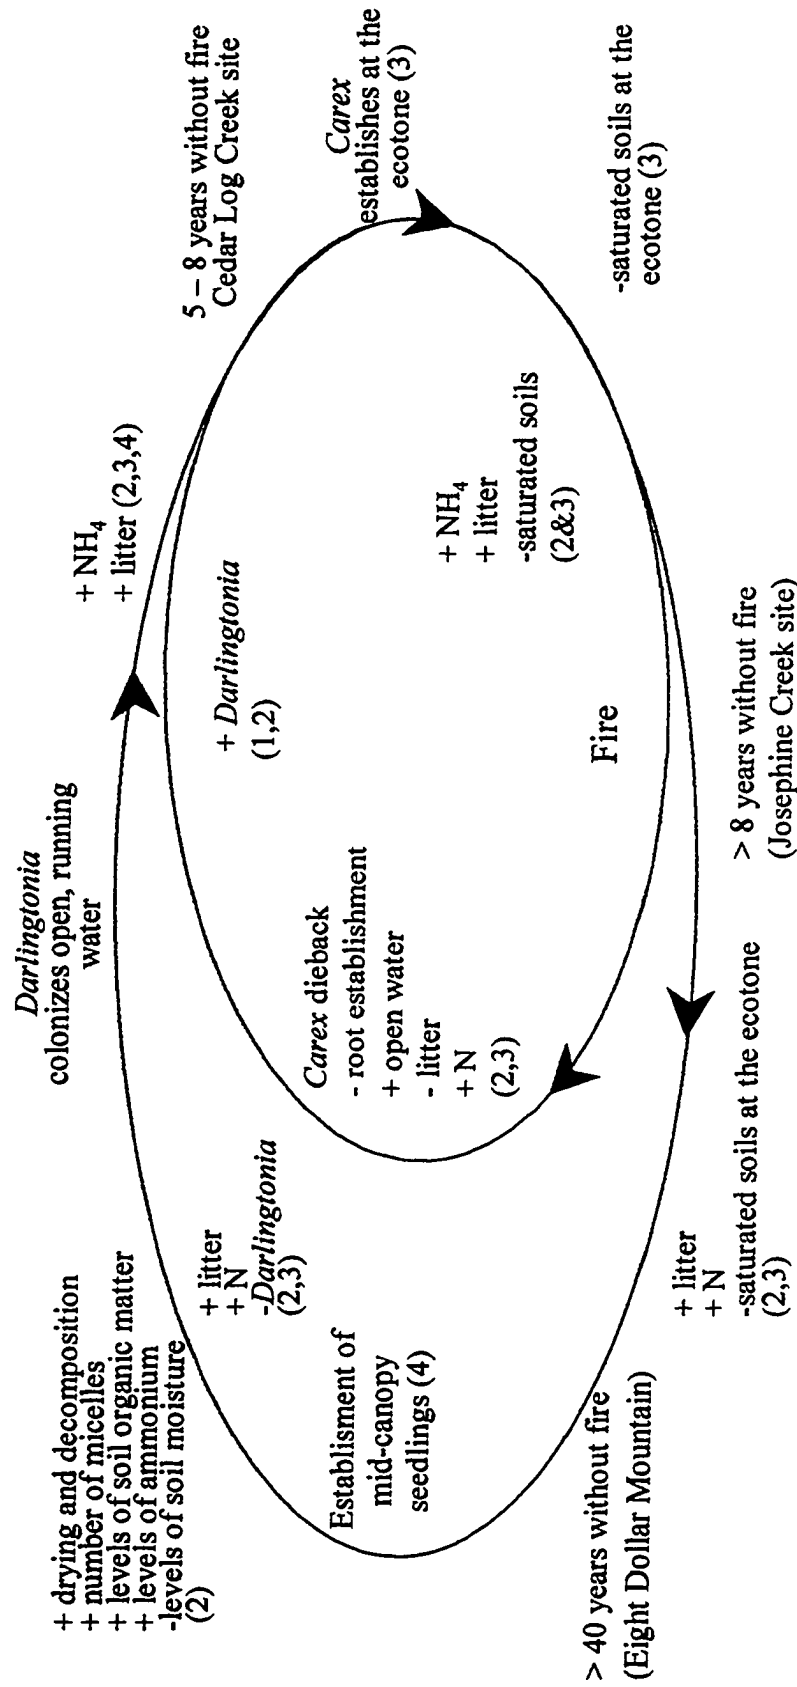 Darlingtonia
colonizes open, running
water
+ NH₄
+ litter (2,3,4)
5 – 8 years without fire
Cedar Log Creek site
Carex
establishes at the
ecotone (3)
-saturated soils at the
ecotone (3)
> 8 years without fire
(Josephine Creek site)
+ litter
+ N
-saturated soils at the ecotone
(2,3)
> 40 years without fire
(Eight Dollar Mountain)
Establisment of
mid-canopy
seedlings (4)
+ drying and decomposition
+ number of micelles
+ levels of soil organic matter
+ levels of ammonium
-levels of soil moisture
(2)
+ litter
+ N
-Darlingtonia
(2,3)
+ Darlingtonia
(1,2)
+ NH₄
+ litter
-saturated soils
(2&3)
Fire
Carex dieback
- root establishment
+ open water
- litter
+ N
(2,3)